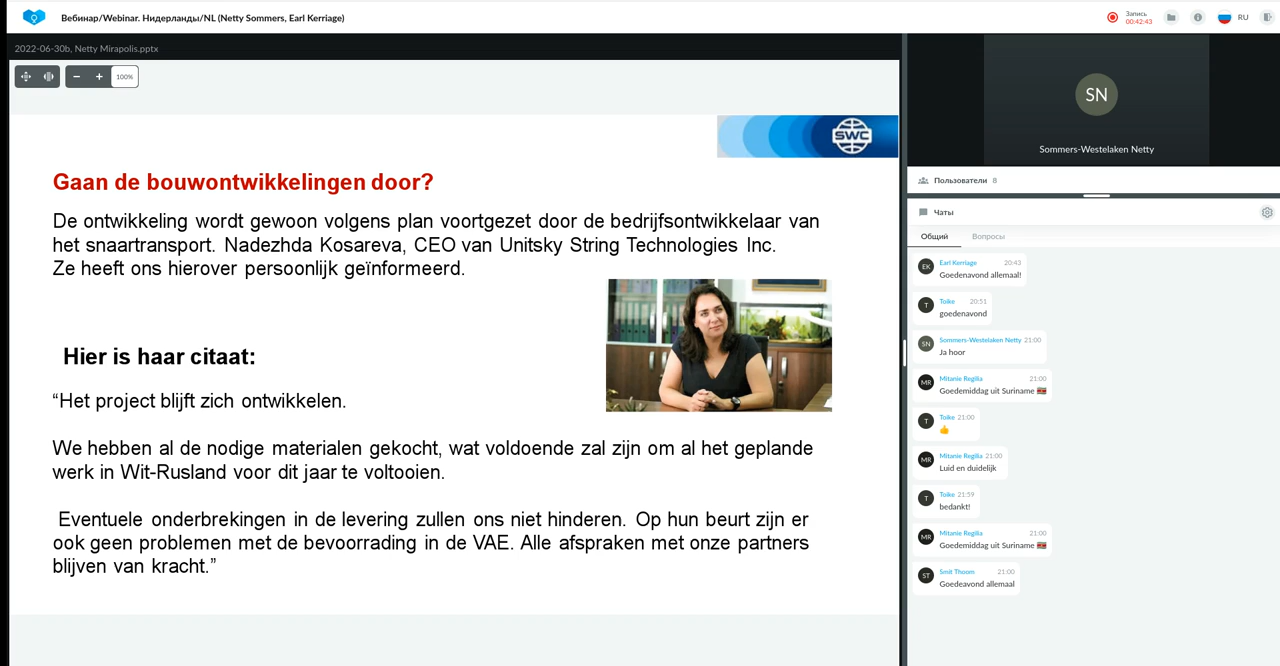 Вебинар/Webinar. Нидерланды/NL (Netty Sommers, Earl Kerriage)
Запись
00:42:43
RU
2022-06-30b, Netty Mirapolis.pptx
100%
SWC
Gaan de bouwontwikkelingen door?
De ontwikkeling wordt gewoon volgens plan voortgezet door de bedrijfsontwikkelaar van
het snaartransport. Nadezhda Kosareva, CEO van Unitsky String Technologies Inc.
Ze heeft ons hierover persoonlijk geïnformeerd.
Hier is haar citaat:
“Het project blijft zich ontwikkelen.
We hebben al de nodige materialen gekocht, wat voldoende zal zijn om al het geplande
werk in Wit-Rusland voor dit jaar te voltooien.
Eventuele onderbrekingen in de levering zullen ons niet hinderen. Op hun beurt zijn er
ook geen problemen met de bevoorrading in de VAE. Alle afspraken met onze partners
blijven van kracht.”
SN
Sommers-Westelaken Netty
Пользователи 8
Чаты
Общий Вопросы
EK Earl Kerriage 20:43
Goedenavond allemaal!
T Toike 20:51
goedenavond
SN Sommers-Westelaken Netty 21:00
Ja hoor
MR Mitanie Regilia 21:00
Goedemiddag uit Suriname 🇸🇷
T Toike 21:00
👍
MR Mitanie Regilia 21:00
Luid en duidelijk
T Toike 21:59
bedankt!
MR Mitanie Regilia 21:00
Goedemiddag uit Suriname 🇸🇷
ST Smit Thoom 21:00
Goedeavond allemaal